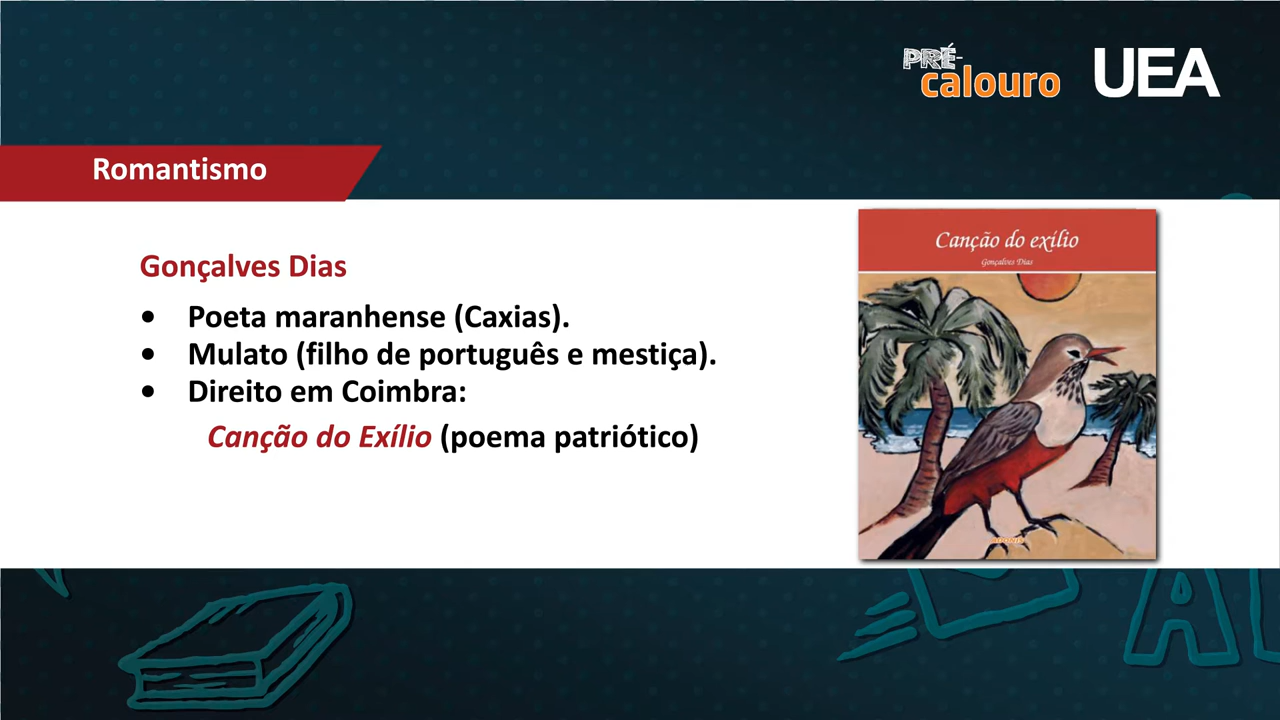 PRÉ-
calouro
UEA
Romantismo
Gonçalves Dias
• Poeta maranhense (Caxias).
• Mulato (filho de português e mestiça).
• Direito em Coimbra:
Canção do Exílio (poema patriótico)
Canção do exílio
Gonçalves Dias